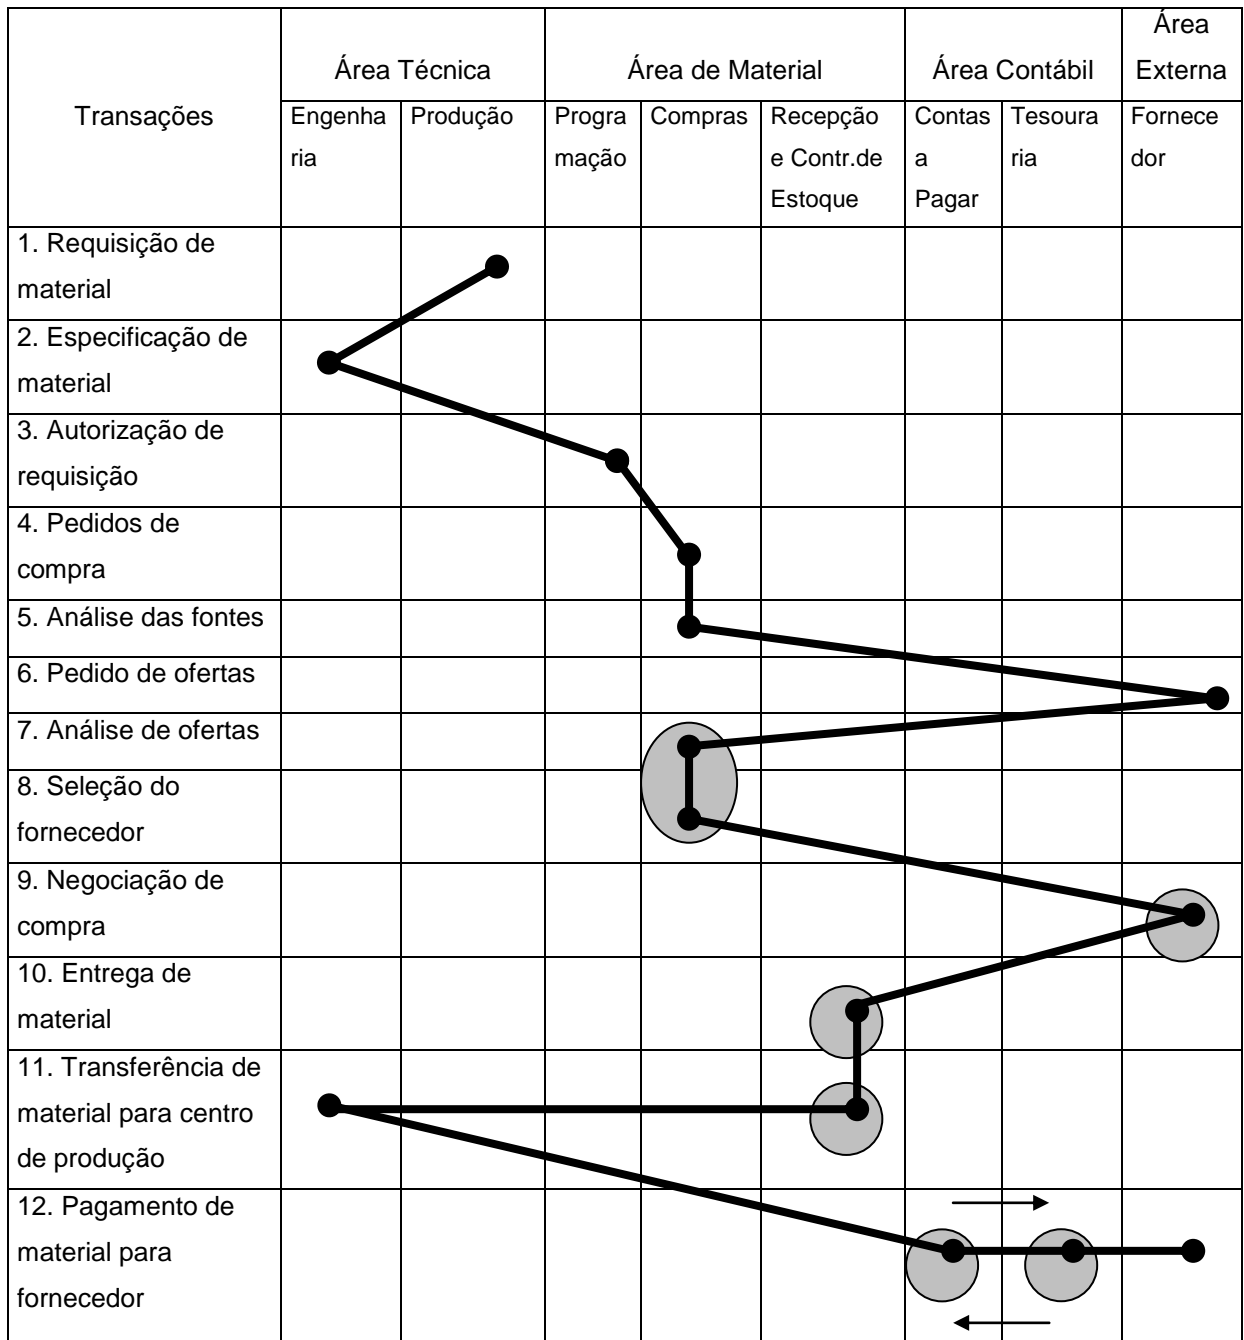 Transações
Área Técnica
Área de Material
Área Contábil
Área
Externa
Engenha
ria
Produção
Progra
mação
Compras
Recepção
e Contr.de
Estoque
Contas
a
Pagar
Tesoura
ria
Fornece
dor
1. Requisição de
material
2. Especificação de
material
3. Autorização de
requisição
4. Pedidos de
compra
5. Análise das fontes
6. Pedido de ofertas
7. Análise de ofertas
8. Seleção do
fornecedor
9. Negociação de
compra
10. Entrega de
material
11. Transferência de
material para centro
de produção
12. Pagamento de
material para
fornecedor